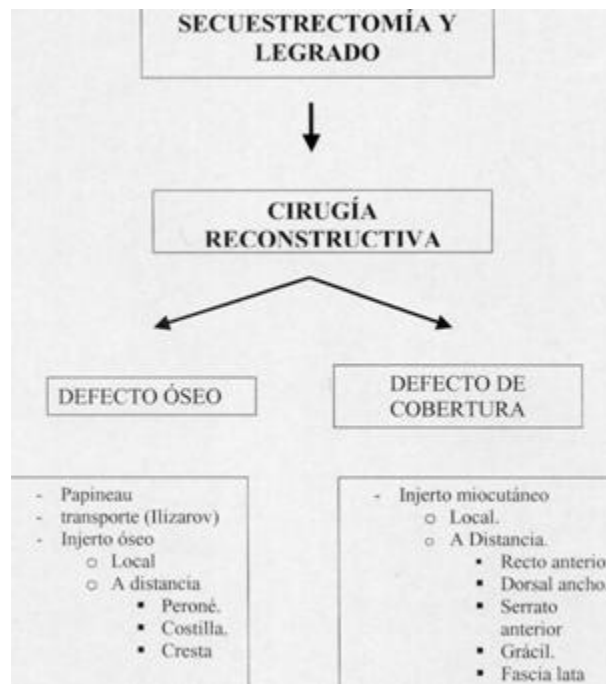 SECUESTRECTOMÍA Y
LEGRADO
CIRUGÍA
RECONSTRUCTIVA
DEFECTO ÓSEO
DEFECTO DE
COBERTURA
- Papineau
- transporte (Ilizarov)
- Injerto óseo
o Local
o A distancia
▪ Peroné.
▪ Costilla.
▪ Cresta
- Injerto miocutáneo
o Local.
o A Distancia.
▪ Recto anterio
▪ Dorsal ancho
▪ Serrato
anterior
▪ Grácil.
▪ Fascia lata